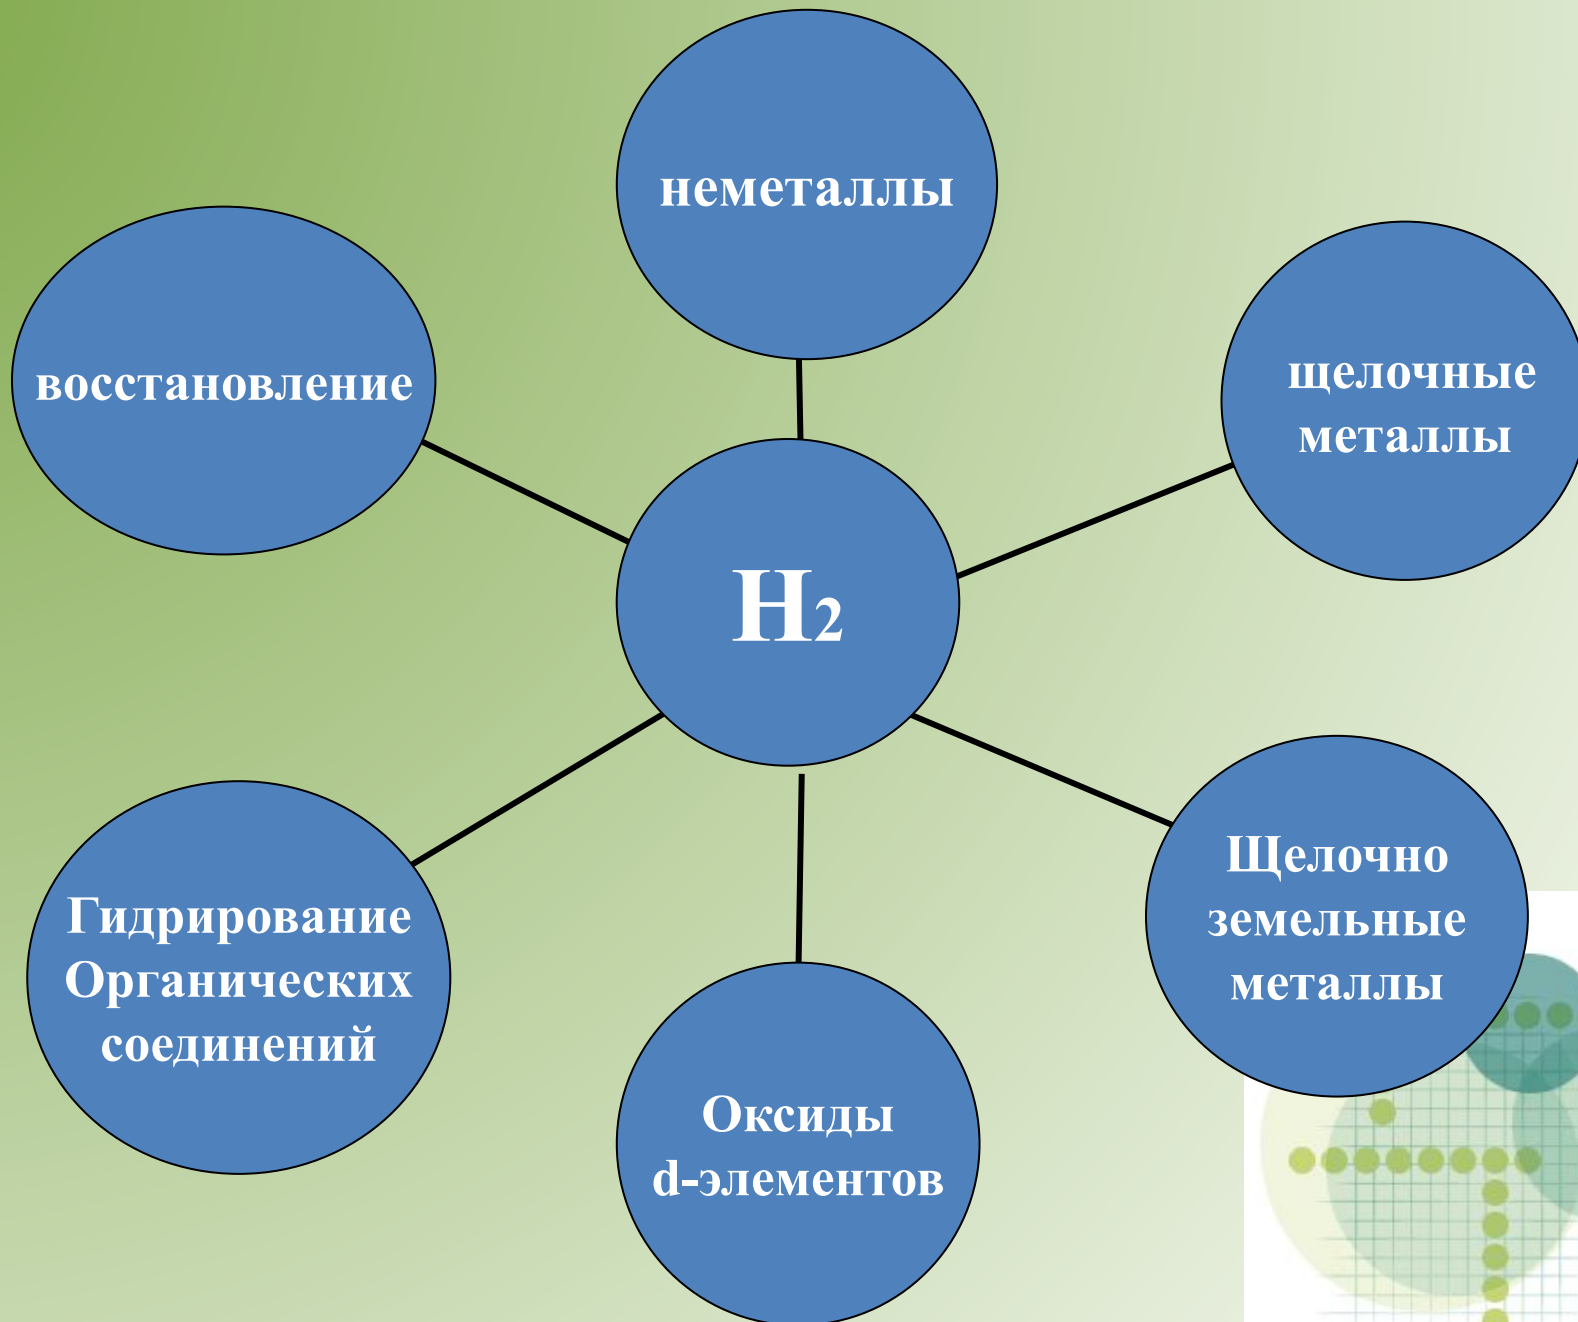 неметаллы
восстановление
щелочные
металлы
H₂
Щелочно
земельные
металлы
Гидрирование
Органических
соединений
Оксиды
d-элементов